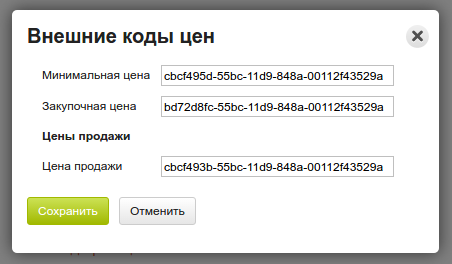 Внешние коды цен
Минимальная цена cbcf495d-55bc-11d9-848a-00112f43529a
Закупочная цена bd72d8fc-55bc-11d9-848a-00112f43529a
Цены продажи
Цена продажи cbcf493b-55bc-11d9-848a-00112f43529a
Сохранить Отменить